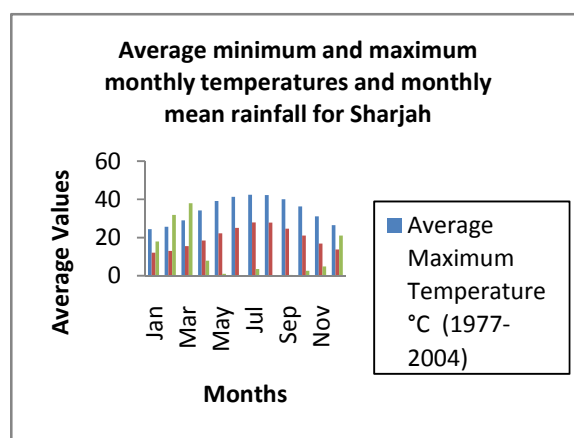 Average minimum and maximum
monthly temperatures and monthly
mean rainfall for Sharjah
60
40
20
0
Average Values
Jan
Mar
May
Jul
Sep
Nov
Months
Average
Maximum
Temperature
°C (1977-
2004)